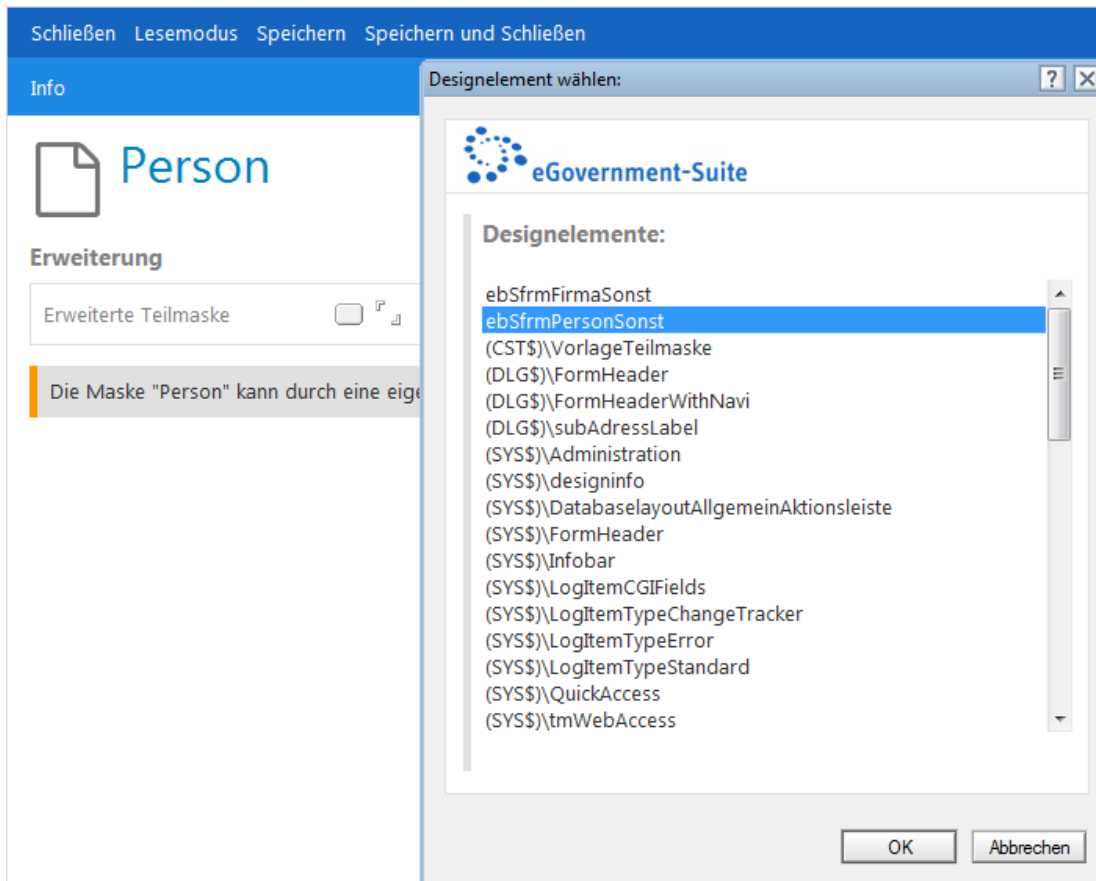 Schließen Lesemodus Speichern Speichern und Schließen
Info
Person
Erweiterung
Erweiterte Teilmaske
Die Maske "Person" kann durch eine eige
Designelement wählen:
eGovernment-Suite
Designelemente:
ebSfrmFirmaSonst
ebSfrmPersonSonst
(CST$)\VorlageTeilmaske
(DLG$)\FormHeader
(DLG$)\FormHeaderWithNavi
(DLG$)\subAdressLabel
(SYS$)\Administration
(SYS$)\designinfo
(SYS$)\DatabaselayoutAllgemeinAktionsleiste
(SYS$)\FormHeader
(SYS$)\Infobar
(SYS$)\LogItemCGIFields
(SYS$)\LogItemTypeChangeTracker
(SYS$)\LogItemTypeError
(SYS$)\LogItemTypeStandard
(SYS$)\QuickAccess
(SYS$)\tmWebAccess
OK Abbrechen